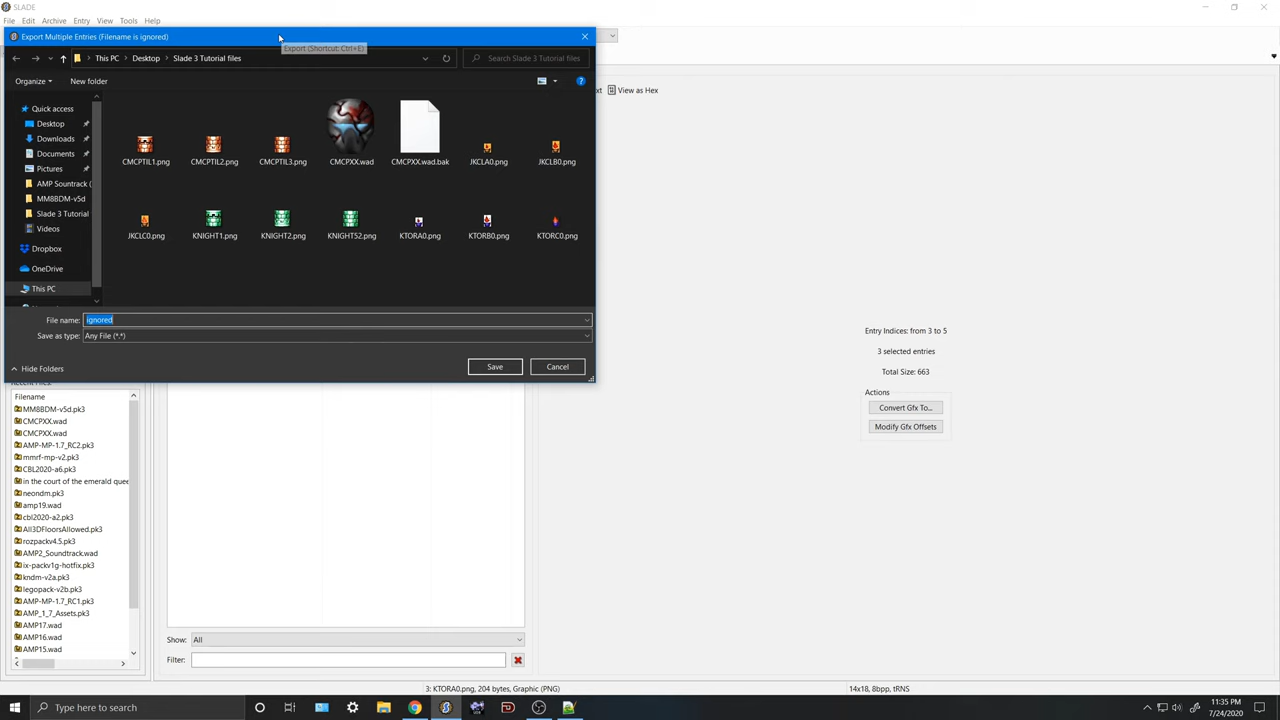 SLADE
File Edit Archive Entry View Tools Help
Export Multiple Entries (Filename is ignored)
Export (Shortcut: Ctrl+E)
This PC Desktop Slade 3 Tutorial files
Search Slade 3 Tutorial files
Organize New folder
View as Hex
Quick access
Desktop
Downloads
Documents
Pictures
AMP Sountrack (
MM8BDM-v5d
Slade 3 Tutorial
Videos
Dropbox
OneDrive
This PC
CMCPTIL1.png CMCPTIL2.png CMCPTIL3.png CMCPXX.wad CMCPXX.wad.bak JKCLA0.png JKCLB0.png
JKCLC0.png KNIGHT1.png KNIGHT2.png KNIGHT52.png KTORA0.png KTORB0.png KTORC0.png
File name: ignored
Save as type: Any File (*.*)
Hide Folders
Save Cancel
Entry Indices: from 3 to 5
3 selected entries
Total Size: 663
Actions
Convert Gfx To...
Modify Gfx Offsets
Filename
MM8BDM-v5d.pk3
CMCPXX.wad
CMCPXX.wad
AMP-MP-1.7_RC2.pk3
mmrf-mp-v2.pk3
CBL2020-a6.pk3
in the court of the emerald quee
neondm.pk3
amp19.wad
cbl2020-a2.pk3
All3DFloorsAllowed.pk3
rozpackv4.5.pk3
AMP2_Soundtrack.wad
ix-packv1g-hotfix.pk3
kndm-v2a.pk3
legopack-v2b.pk3
AMP-MP-1.7_RC1.pk3
AMP_1_7_Assets.pk3
AMP17.wad
AMP16.wad
AMP15.wad
Show: All
Filter:
3: KTORA0.png, 204 bytes, Graphic (PNG)
14x18, 8bpp, tRNS
Type here to search
11:35 PM
7/24/2020